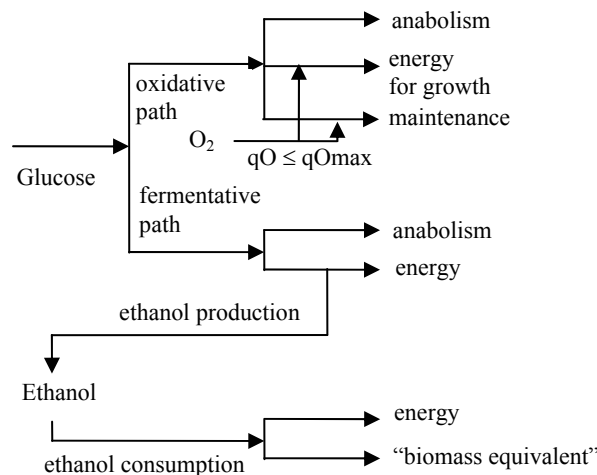 anabolism
oxidative
path
energy
for growth
maintenance
O₂
qO ≤ qOmax
Glucose
fermentative
path
anabolism
energy
ethanol production
Ethanol
energy
ethanol consumption
“biomass equivalent”